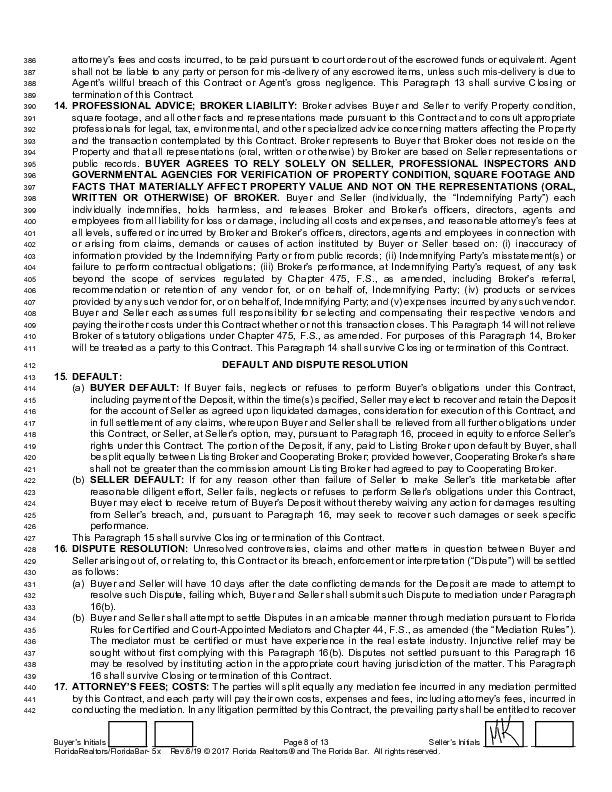 386 attorney's fees and costs incurred, to be paid pursuant to court order out of the escrowed funds or equivalent. Agent
387 shall not be liable to any party or person for mis-delivery of any escrowed items, unless such mis-delivery is due to
388 Agent's willful breach of this Contract or Agent's gross negligence. This Paragraph 13 shall survive Closing or
389 termination of this Contract.
390 14. PROFESSIONAL ADVICE; BROKER LIABILITY: Broker advises Buyer and Seller to verify Property condition,
391 square footage, and all other facts and representations made pursuant to this Contract and to consult appropriate
392 professionals for legal, tax, environmental, and other specialized advice concerning matters affecting the Property
393 and the transaction contemplated by this Contract. Broker represents to Buyer that Broker does not reside on the
394 Property and that all representations (oral, written or otherwise) by Broker are based on Seller representations or
395 public records. BUYER AGREES TO RELY SOLELY ON SELLER, PROFESSIONAL INSPECTORS AND
396 GOVERNMENTAL AGENCIES FOR VERIFICATION OF PROPERTY CONDITION, SQUARE FOOTAGE AND
397 FACTS THAT MATERIALLY AFFECT PROPERTY VALUE AND NOT ON THE REPRESENTATIONS (ORAL,
398 WRITTEN OR OTHERWISE) OF BROKER. Buyer and Seller (individually, the "Indemnifying Party") each
399 individually indemnifies, holds harmless, and releases Broker and Broker's officers, directors, agents and
400 employees from all liability for loss or damage, including all costs and expenses, and reasonable attorney's fees at
401 all levels, suffered or incurred by Broker and Broker's officers, directors, agents and employees in connection with
402 or arising from claims, demands or causes of action instituted by Buyer or Seller based on: (i) inaccuracy of
403 information provided by the Indemnifying Party or from public records; (ii) Indemnifying Party's misstatement(s) or
404 failure to perform contractual obligations; (iii) Broker's performance, at Indemnifying Party's request, of any task
405 beyond the scope of services regulated by Chapter 475, F.S., as amended, including Broker's referral,
406 recommendation or retention of any vendor for, or on behalf of, Indemnifying Party; (iv) products or services
407 provided by any such vendor for, or on behalf of, Indemnifying Party; and (v) expenses incurred by any such vendor.
408 Buyer and Seller each assumes full responsibility for selecting and compensating their respective vendors and
409 paying their other costs under this Contract whether or not this transaction closes. This Paragraph 14 will not relieve
410 Broker of statutory obligations under Chapter 475, F.S., as amended. For purposes of this Paragraph 14, Broker
411 will be treated as a party to this Contract. This Paragraph 14 shall survive Closing or termination of this Contract.
412 DEFAULT AND DISPUTE RESOLUTION
413 15. DEFAULT:
414 (a) BUYER DEFAULT: If Buyer fails, neglects or refuses to perform Buyer's obligations under this Contract,
415 including payment of the Deposit, within the time(s) specified, Seller may elect to recover and retain the Deposit
416 for the account of Seller as agreed upon liquidated damages, consideration for execution of this Contract, and
417 in full settlement of any claims, whereupon Buyer and Seller shall be relieved from all further obligations under
418 this Contract, or Seller, at Seller's option, may, pursuant to Paragraph 16, proceed in equity to enforce Seller's
419 rights under this Contract. The portion of the Deposit, if any, paid to Listing Broker upon default by Buyer, shall
420 be split equally between Listing Broker and Cooperating Broker; provided however, Cooperating Broker's share
421 shall not be greater than the commission amount Listing Broker had agreed to pay to Cooperating Broker.
422 (b) SELLER DEFAULT: If for any reason other than failure of Seller to make Seller's title marketable after
423 reasonable diligent effort, Seller fails, neglects or refuses to perform Seller's obligations under this Contract,
424 Buyer may elect to receive return of Buyer's Deposit without thereby waiving any action for damages resulting
425 from Seller's breach, and, pursuant to Paragraph 16, may seek to recover such damages or seek specific
426 performance.
427 This Paragraph 15 shall survive Closing or termination of this Contract.
428 16. DISPUTE RESOLUTION: Unresolved controversies, claims and other matters in question between Buyer and
429 Seller arising out of, or relating to, this Contract or its breach, enforcement or interpretation ("Dispute") will be settled
430 as follows:
431 (a) Buyer and Seller will have 10 days after the date conflicting demands for the Deposit are made to attempt to
432 resolve such Dispute, failing which, Buyer and Seller shall submit such Dispute to mediation under Paragraph
433 16(b).
434 (b) Buyer and Seller shall attempt to settle Disputes in an amicable manner through mediation pursuant to Florida
435 Rules for Certified and Court-Appointed Mediators and Chapter 44, F.S., as amended (the "Mediation Rules").
436 The mediator must be certified or must have experience in the real estate industry. Injunctive relief may be
437 sought without first complying with this Paragraph 16(b). Disputes not settled pursuant to this Paragraph 16
438 may be resolved by instituting action in the appropriate court having jurisdiction of the matter. This Paragraph
439 16 shall survive Closing or termination of this Contract.
440 17. ATTORNEY'S FEES; COSTS: The parties will split equally any mediation fee incurred in any mediation permitted
441 by this Contract, and each party will pay their own costs, expenses and fees, including attorney's fees, incurred in
442 conducting the mediation. In any litigation permitted by this Contract, the prevailing party shall be entitled to recover
Buyer's Initials Page 8 of 13 Seller's Initials MK
FloridaRealtors/FloridaBar- 5x Rev.6/19 © 2017 Florida Realtors® and The Florida Bar. All rights reserved.